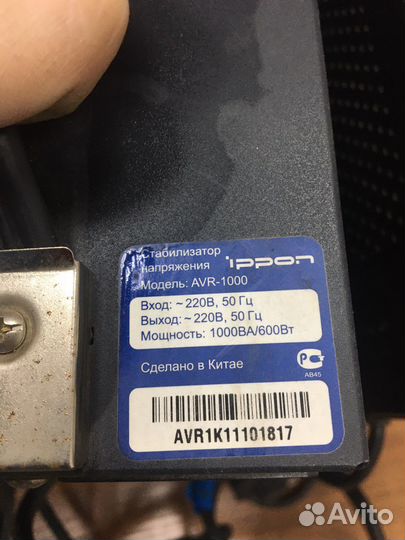 Стабилизатор
напряжения
ippon
Модель: AVR-1000
Вход: ~220В, 50 Гц
Выход: ~220В, 50 Гц
Мощность: 1000ВА/600Вт
Сделано в Китае
АВ45
AVR1K11101817
Avito